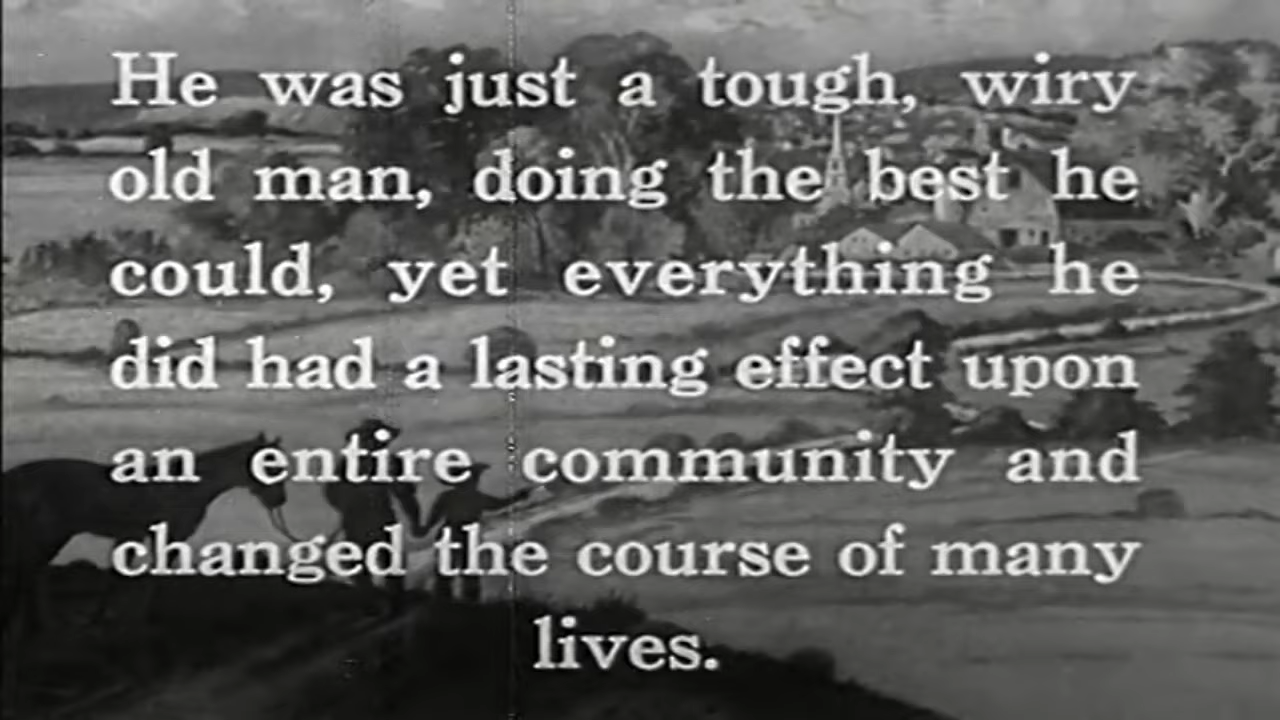 He was just a tough, wiry
old man, doing the best he
could, yet everything he
did had a lasting effect upon
an entire community and
changed the course of many
lives.